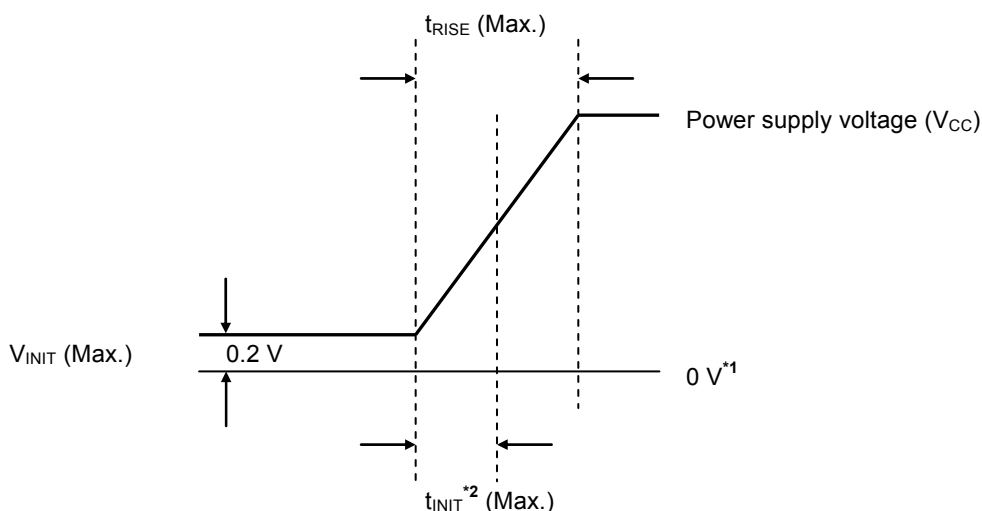 tRISE (Max.)
Power supply voltage (VCC)
VINIT (Max.)
0.2 V
0 V*1
tINIT*2 (Max.)